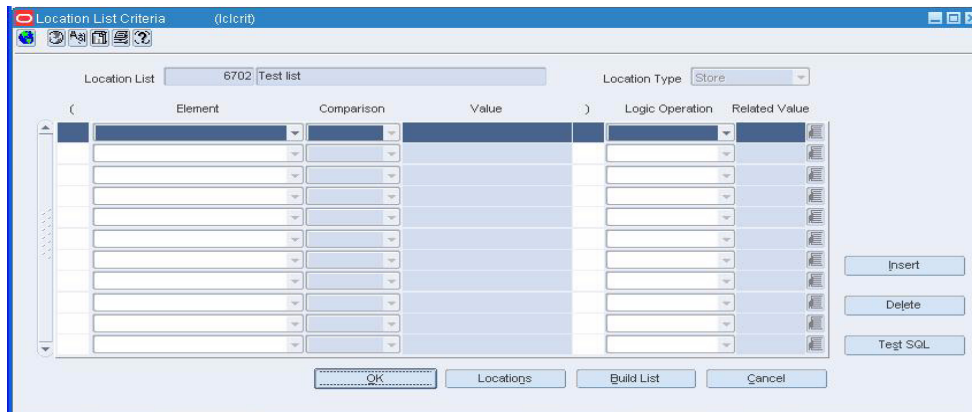 Location List Criteria (lclcrit)
Location List 6702 Test list Location Type Store
( Element Comparison Value ) Logic Operation Related Value
Insert
Delete
Test SQL
OK Locations Build List Cancel